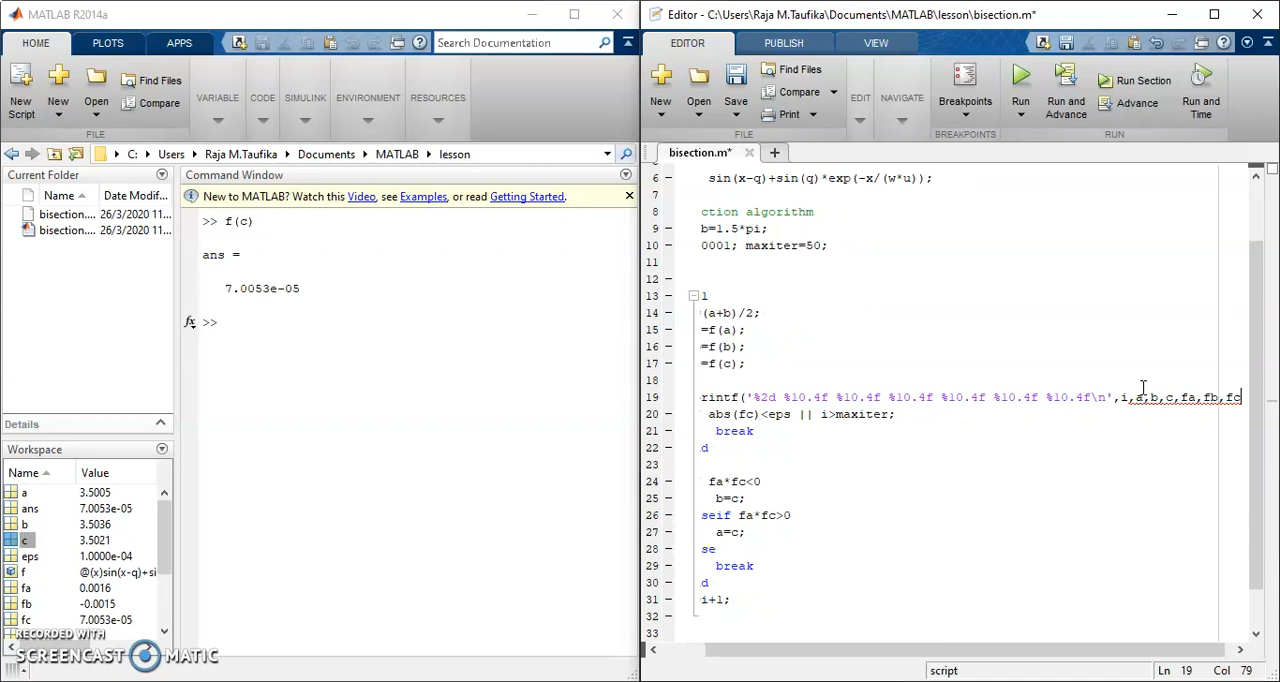 MATLAB R2014a
HOME PLOTS APPS
Search Documentation
New Script
New
Open
Find Files
Compare
VARIABLE
CODE
SIMULINK
ENVIRONMENT
RESOURCES
FILE
C: Users Raja M.Taufika Documents MATLAB lesson
Current Folder
Name Date Modif...
bisection.... 26/3/2020 11...
bisection.... 26/3/2020 11...
Details
Workspace
Name Value
a 3.5005
ans 7.0053e-05
b 3.5036
c 3.5021
eps 1.0000e-04
f @(x)sin(x-q)+si
fa 0.0016
fb -0.0015
fc 7.0053e-05
RECORDED WITH
SCREENCAST MATIC
Command Window
New to MATLAB? Watch this Video, see Examples, or read Getting Started.
>> f(c)
ans =
7.0053e-05
fx >>
Editor - C:\Users\Raja M.Taufika\Documents\MATLAB\lesson\bisection.m*
EDITOR PUBLISH VIEW
New
Open
Save
Find Files
Compare
Print
EDIT
NAVIGATE
Breakpoints
Run
Run and Advance
Run Section
Advance
Run and Time
FILE
BREAKPOINTS
RUN
bisection.m*
6 sin(x-q)+sin(q)*exp(-x/(w*u));
7
8 ction algorithm
9 b=1.5*pi;
10 0001; maxiter=50;
11
12
13 l
14 (a+b)/2;
15 =f(a);
16 =f(b);
17 =f(c);
18
19 rintf('%2d %10.4f %10.4f %10.4f %10.4f %10.4f %10.4f\n',i,a,b,c,fa,fb,fc
20 abs(fc)<eps || i>maxiter;
21 break
22 d
23
24 fa*fc<0
25 b=c;
26 seif fa*fc>0
27 a=c;
28 se
29 break
30 d
31 i+1;
32
33
script
Ln 19 Col 79